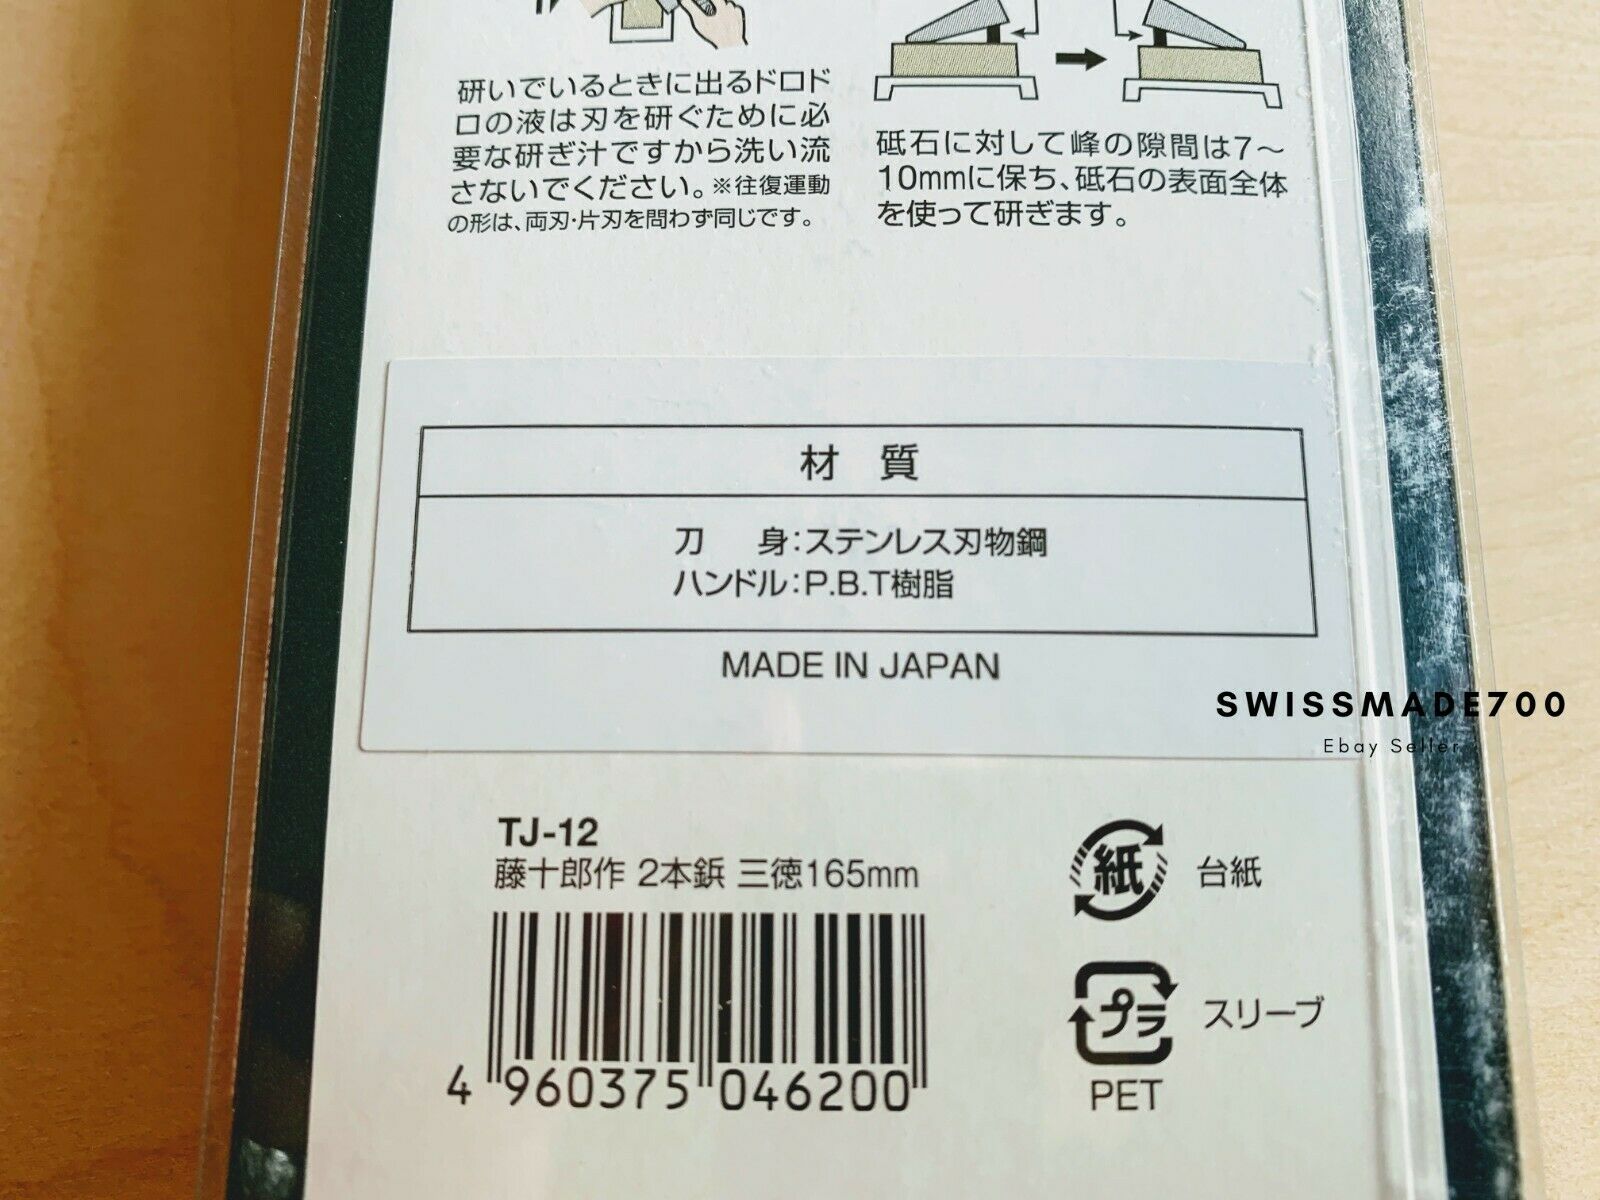 研いでいるときに出るドロド
ロの液は刃を研ぐために必
要な研ぎ汁ですから洗い流
さないでください。※往復運動
の形は、両刃・片刃を問わず同じです。
砥石に対して峰の隙間は7～
10mmに保ち、砥石の表面全体
を使って研ぎます。
材 質
刀 身:ステンレス刃物鋼
ハンドル:P.B.T樹脂
MADE IN JAPAN
SWISSMADE700
Ebay Seller
TJ-12
藤十郎作 2本鋲 三徳165mm
4 960375 046200
紙 台紙
プラ スリーブ
PET